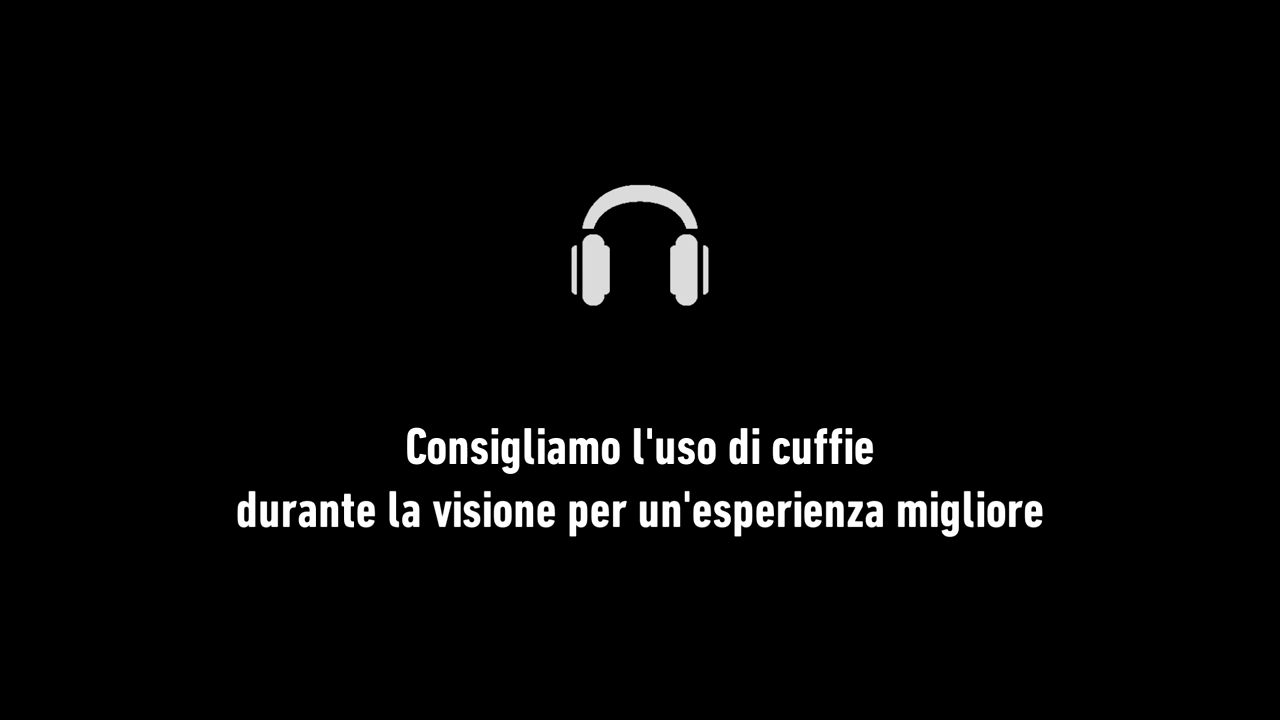 Consigliamo l'uso di cuffie
durante la visione per un'esperienza migliore